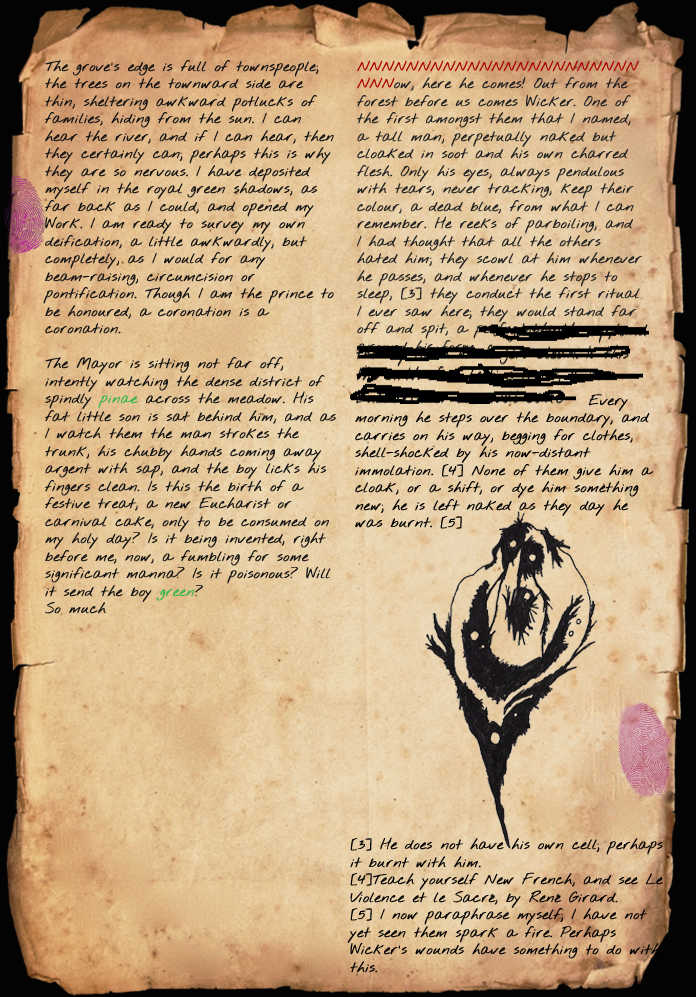 The grove's edge is full of townspeople;
the trees on the townward side are
thin, sheltering awkward potlucks of
families, hiding from the sun. I can
hear the river, and if I can hear, then
they certainly can; perhaps this is why
they are so nervous. I have deposited
myself in the royal green shadows, as
far back as I could, and opened my
Work. I am ready to survey my own
deification, a little awkwardly, but
completely, as I would for any
beam-raising, circumcision or
pontification. Though I am the prince to
be honoured, a coronation is a
coronation.
The Mayor is sitting not far off,
intently watching the dense district of
spindly pinae across the meadow. His
fat little son is sat behind him, and as
I watch them the man strokes the
trunk, his chubby hands coming away
argent with sap, and the boy licks his
fingers clean. Is this the birth of a
festive treat, a new Eucharist or
carnival cake, only to be consumed on
my holy day? Is it being invented, right
before me, now, a fumbling for some
significant manna? Is it poisonous? Will
it send the boy green?
So much
NNNNNNNNNNNNNNNNNNNNNNN
NNNow, here he comes! Out from the
forest before us comes Wicker. One of
the first amongst them that I named,
a tall man, perpetually naked but
cloaked in soot and his own charred
flesh. Only his eyes, always pendulous
with tears, never tracking, keep their
colour, a dead blue, from what I can
remember. He reeks of parboiling, and
I had thought that all the others
hated him; they scowl at him whenever
he passes, and whenever he stops to
sleep, [3] they conduct the first ritual
I ever saw here; they would stand far
off and spit, a
Every
morning he steps over the boundary, and
carries on his way, begging for clothes,
shell-shocked by his now-distant
immolation. [4] None of them give him a
cloak, or a shift, or dye him something
new; he is left naked as they day he
was burnt. [5]
[3] He does not have his own cell; perhaps
it burnt with him.
[4]Teach yourself New French, and see Le
Violence et le Sacré, by René Girard.
[5] I now paraphrase myself; I have not
yet seen them spark a fire. Perhaps
Wicker's wounds have something to do with
this.